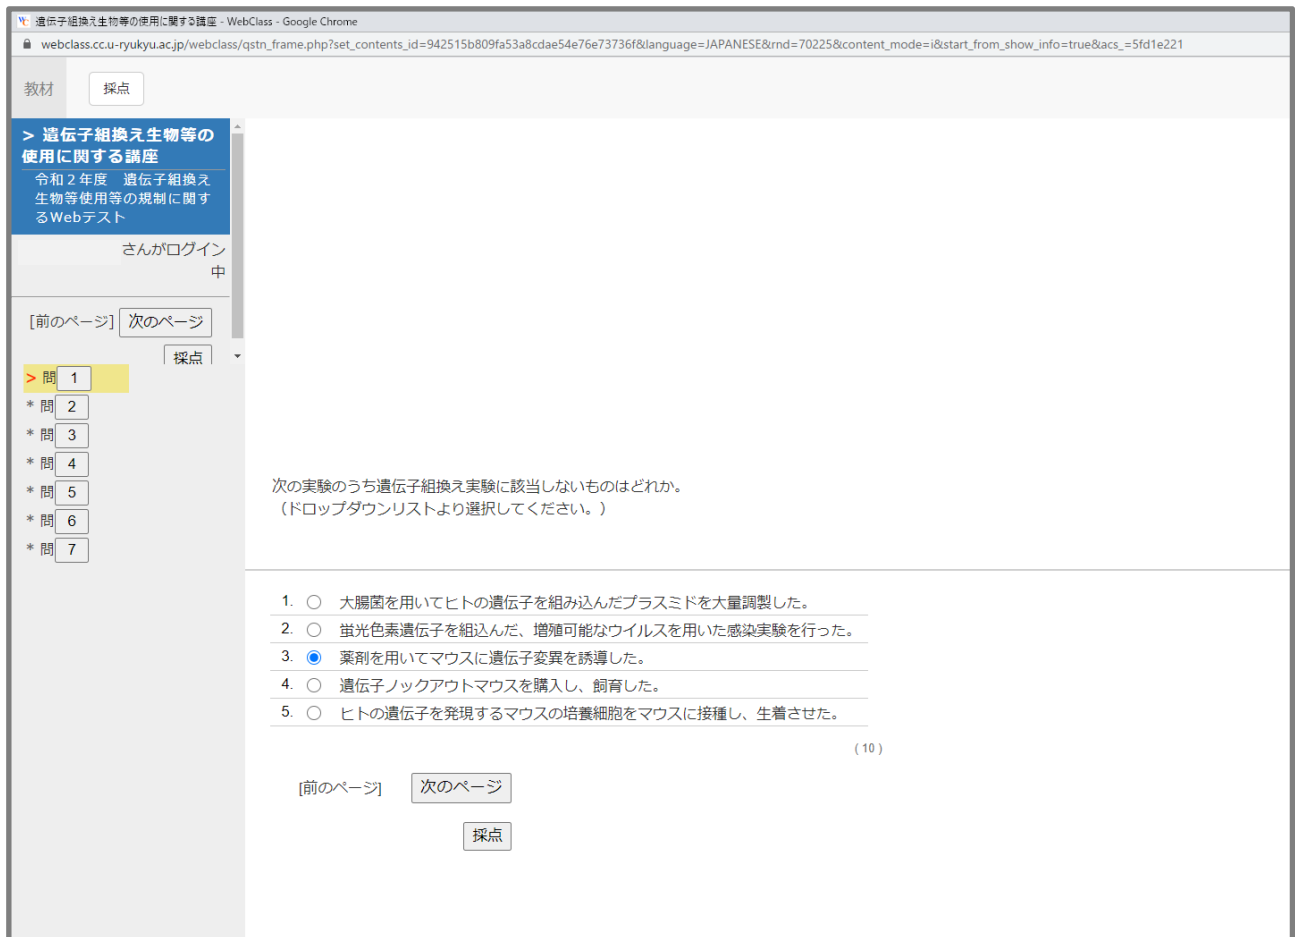 遺伝子組換え生物等の使用に関する講座 - WebClass - Google Chrome
webclass.cc.u-ryukyu.ac.jp/webclass/qstn_frame.php?set_contents_id=942515b809fa53a8cdae54e76e73736f&language=JAPANESE&rnd=70225&content_mode=i&start_from_show_info=true&acs_=5fd1e221
教材 採点
> 遺伝子組換え生物等の
使用に関する講座
令和２年度　遺伝子組換え
生物等使用等の規制に関す
るWebテスト
さんがログイン
中
[前のページ] 次のページ
採点
> 問 1
* 問 2
* 問 3
* 問 4
* 問 5
* 問 6
* 問 7
次の実験のうち遺伝子組換え実験に該当しないものはどれか。
（ドロップダウンリストより選択してください。）
1. 大腸菌を用いてヒトの遺伝子を組み込んだプラスミドを大量調製した。
2. 蛍光色素遺伝子を組込んだ、増殖可能なウイルスを用いた感染実験を行った。
3. 薬剤を用いてマウスに遺伝子変異を誘導した。
4. 遺伝子ノックアウトマウスを購入し、飼育した。
5. ヒトの遺伝子を発現するマウスの培養細胞をマウスに接種し、生着させた。
( 10 )
[前のページ] 次のページ
採点